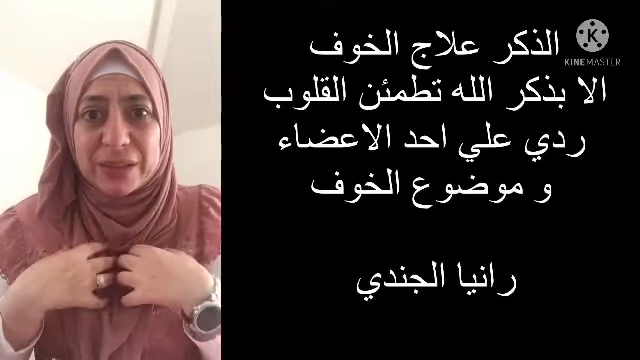 الذكر علاج الخوف
الا بذكر الله تطمئن القلوب
ردي علي احد الاعضاء
و موضوع الخوف
رانيا الجندي
K
KINEMASTER